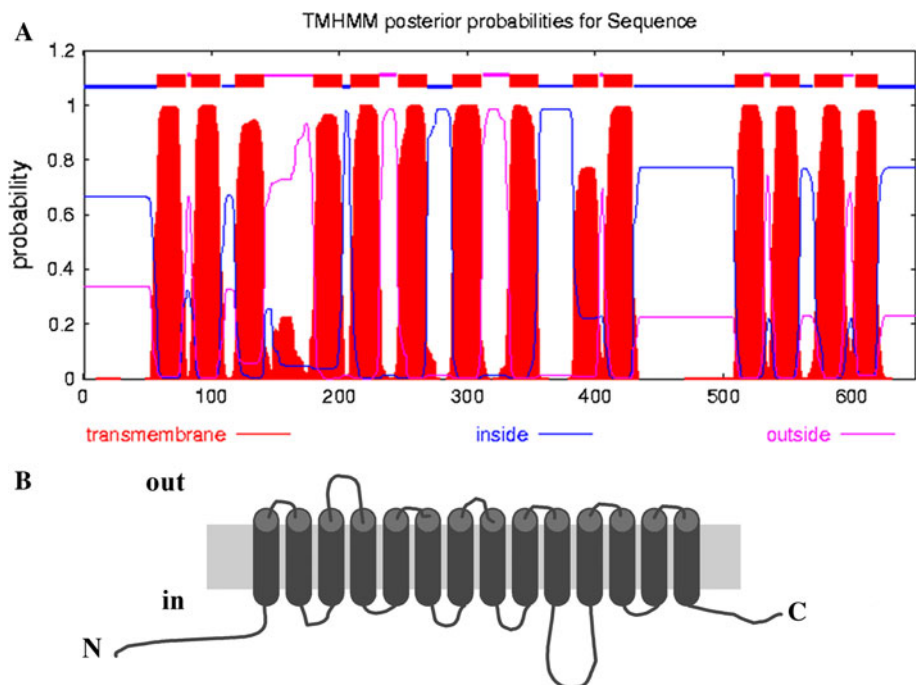 A
TMHMM posterior probabilities for Sequence
1.2
1
0.8
0.6
0.4
0.2
0
probability
0 100 200 300 400 500 600
transmembrane inside outside
B
out
in
N
C